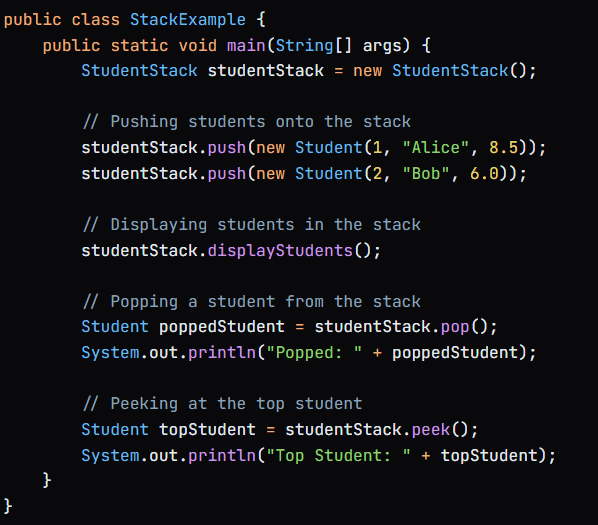 public class StackExample {
    public static void main(String[] args) {
        StudentStack studentStack = new StudentStack();
        // Pushing students onto the stack
        studentStack.push(new Student(1, "Alice", 8.5));
        studentStack.push(new Student(2, "Bob", 6.0));
        // Displaying students in the stack
        studentStack.displayStudents();
        // Popping a student from the stack
        Student poppedStudent = studentStack.pop();
        System.out.println("Popped: " + poppedStudent);
        // Peeking at the top student
        Student topStudent = studentStack.peek();
        System.out.println("Top Student: " + topStudent);
    }
}